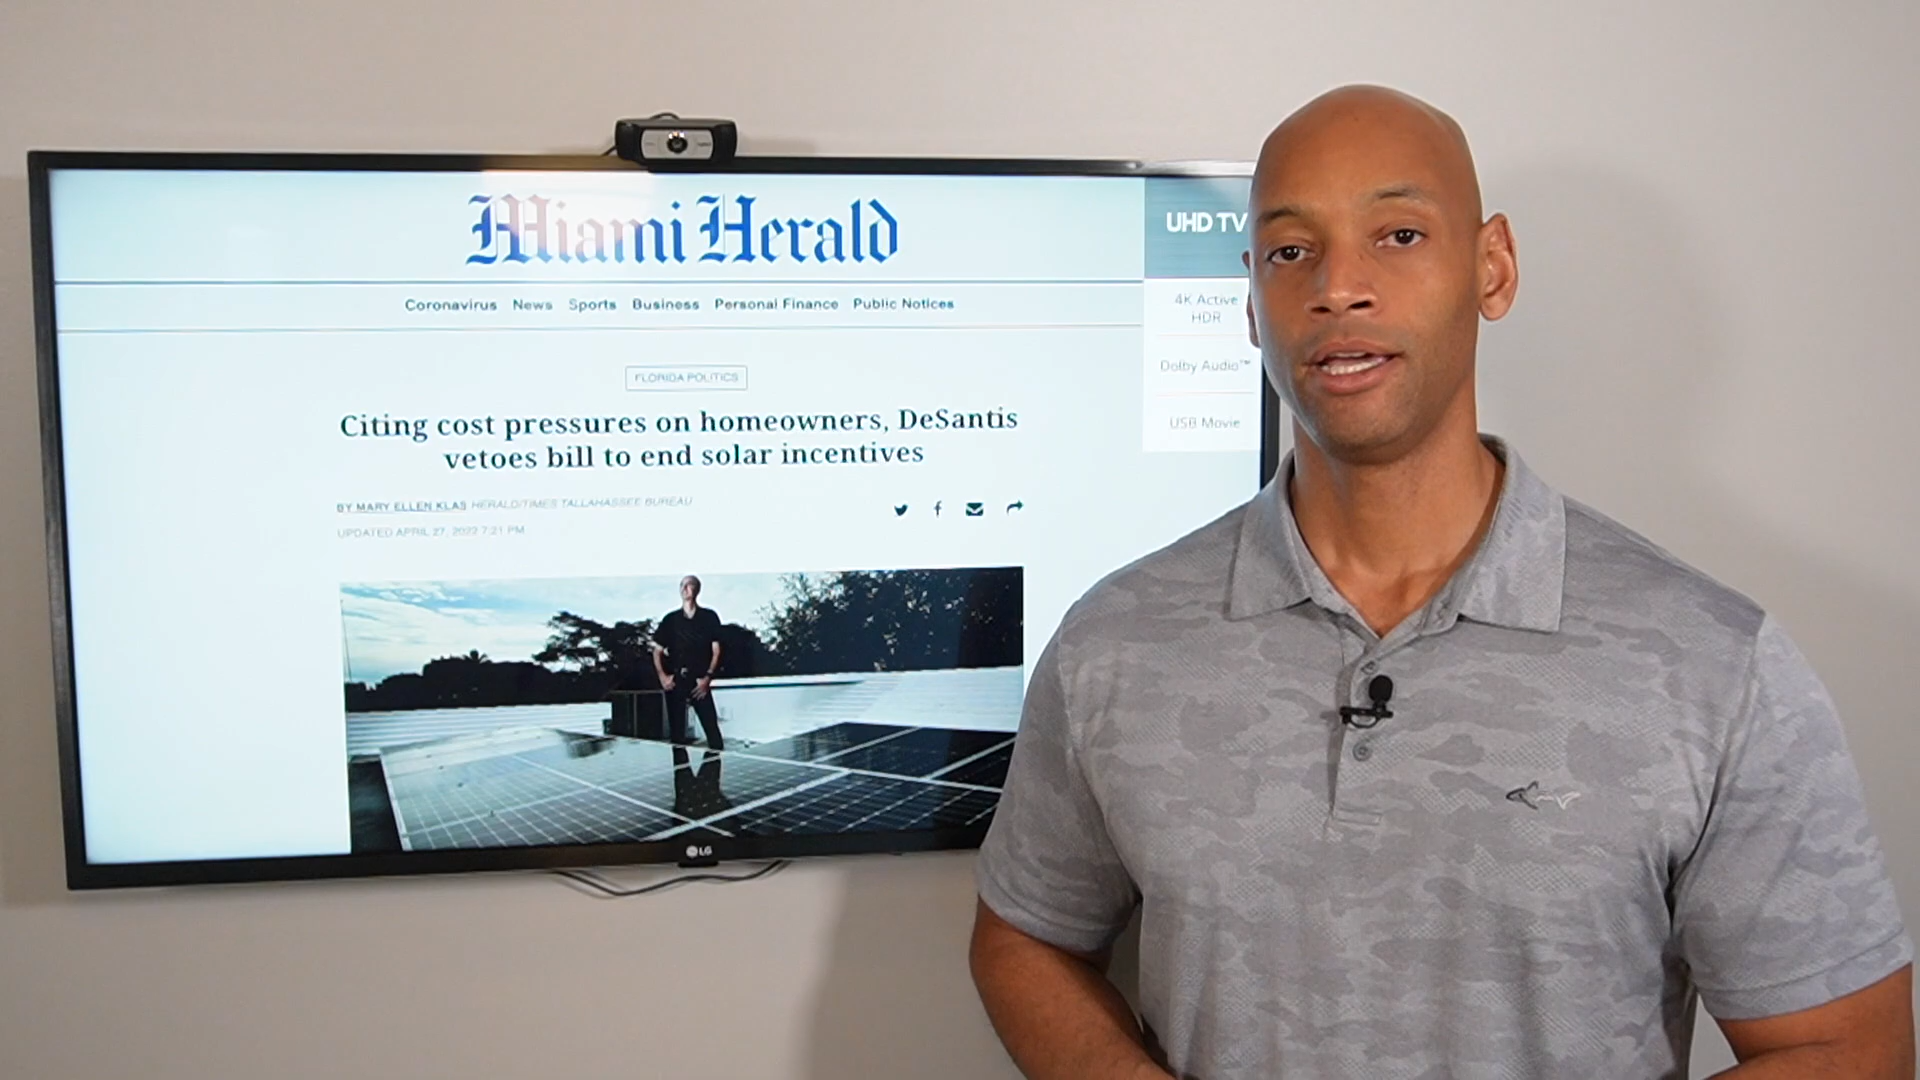 Miami Herald
UHD TV
Coronavirus News Sports Business Personal Finance Public Notices
4K Active
HDR
Dolby Audio™
USB Movie
FLORIDA POLITICS
Citing cost pressures on homeowners, DeSantis
vetoes bill to end solar incentives
BY MARY ELLEN KLAS HERALD/TIMES TALLAHASSEE BUREAU
UPDATED APRIL 27, 2022 7:21 PM
LG